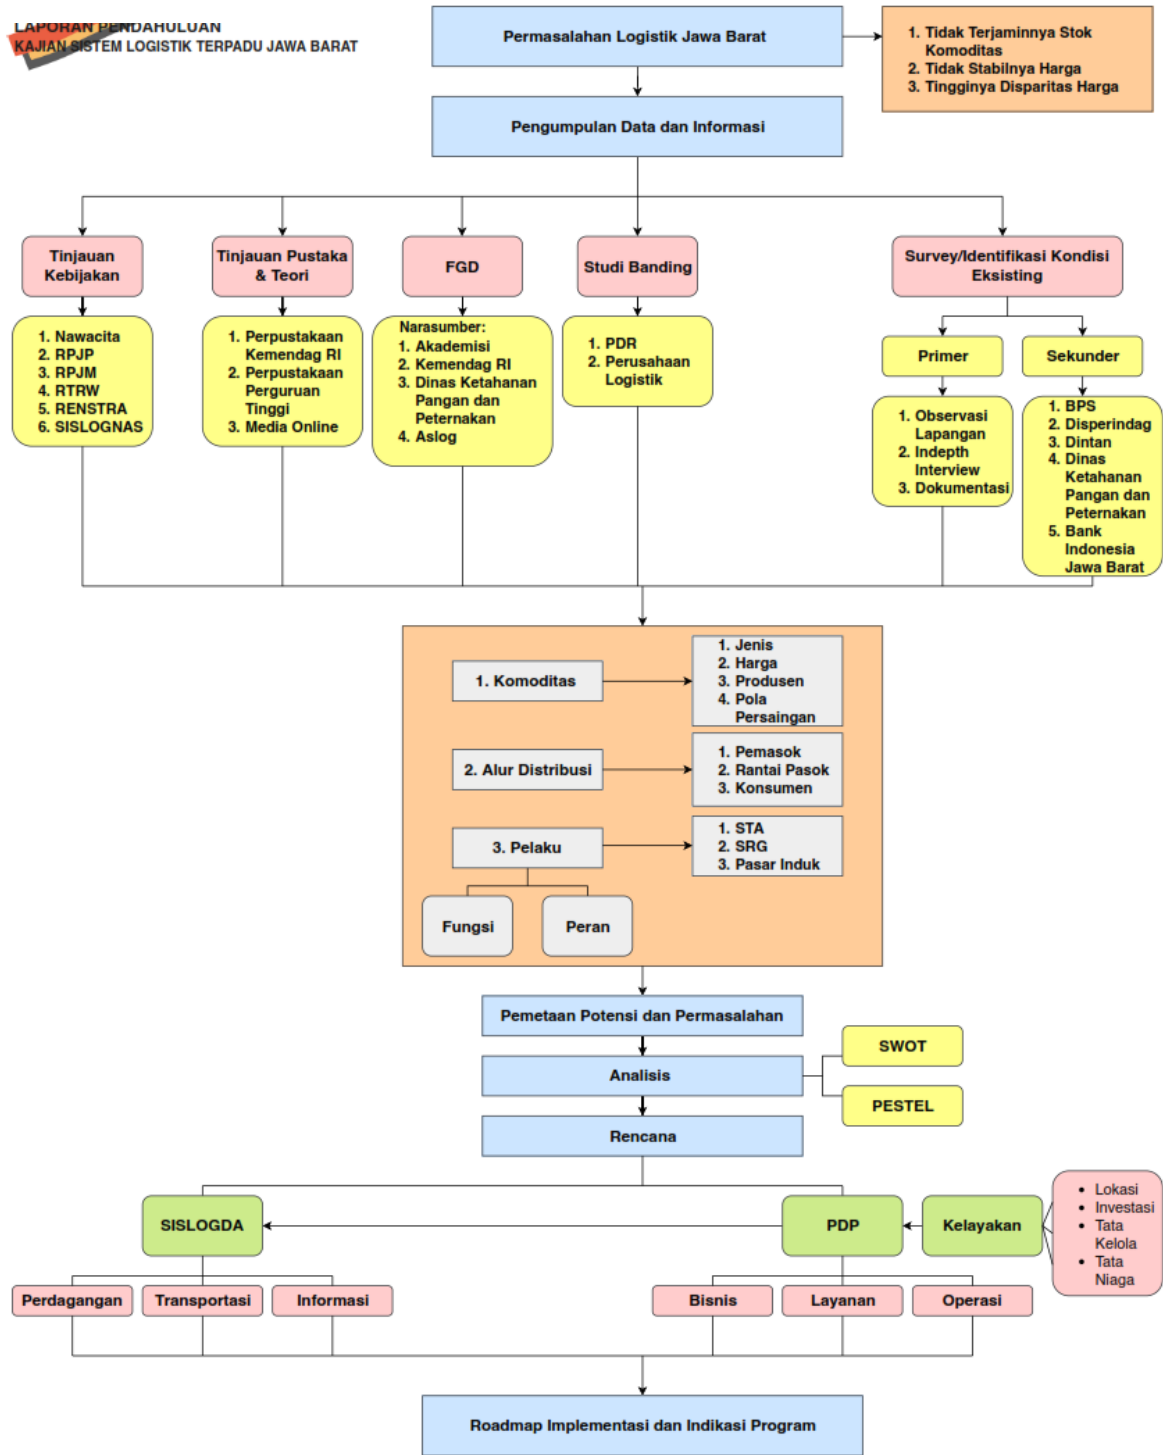 LAPORAN PENDAHULUAN
KAJIAN SISTEM LOGISTIK TERPADU JAWA BARAT
Permasalahan Logistik Jawa Barat
1. Tidak Terjaminnya Stok
Komoditas
2. Tidak Stabilnya Harga
3. Tingginya Disparitas Harga
Pengumpulan Data dan Informasi
Tinjauan
Kebijakan
Tinjauan Pustaka
& Teori
FGD
Studi Banding
Survey/Identifikasi Kondisi
Eksisting
1. Nawacita
2. RPJP
3. RPJM
4. RTRW
5. RENSTRA
6. SISLOGNAS
1. Perpustakaan
Kemendag RI
2. Perpustakaan
Perguruan
Tinggi
3. Media Online
Narasumber:
1. Akademisi
2. Kemendag RI
3. Dinas Ketahanan
Pangan dan
Peternakan
4. Aslog
1. PDR
2. Perusahaan
Logistik
Primer
Sekunder
1. Observasi
Lapangan
2. Indepth
Interview
3. Dokumentasi
1. BPS
2. Disperindag
3. Dintan
4. Dinas
Ketahanan
Pangan dan
Peternakan
5. Bank
Indonesia
Jawa Barat
1. Komoditas
1. Jenis
2. Harga
3. Produsen
4. Pola
Persaingan
2. Alur Distribusi
1. Pemasok
2. Rantai Pasok
3. Konsumen
3. Pelaku
1. STA
2. SRG
3. Pasar Induk
Fungsi
Peran
Pemetaan Potensi dan Permasalahan
Analisis
SWOT
PESTEL
Rencana
SISLOGDA
PDP
Kelayakan
• Lokasi
• Investasi
• Tata
Kelola
• Tata
Niaga
Perdagangan
Transportasi
Informasi
Bisnis
Layanan
Operasi
Roadmap Implementasi dan Indikasi Program